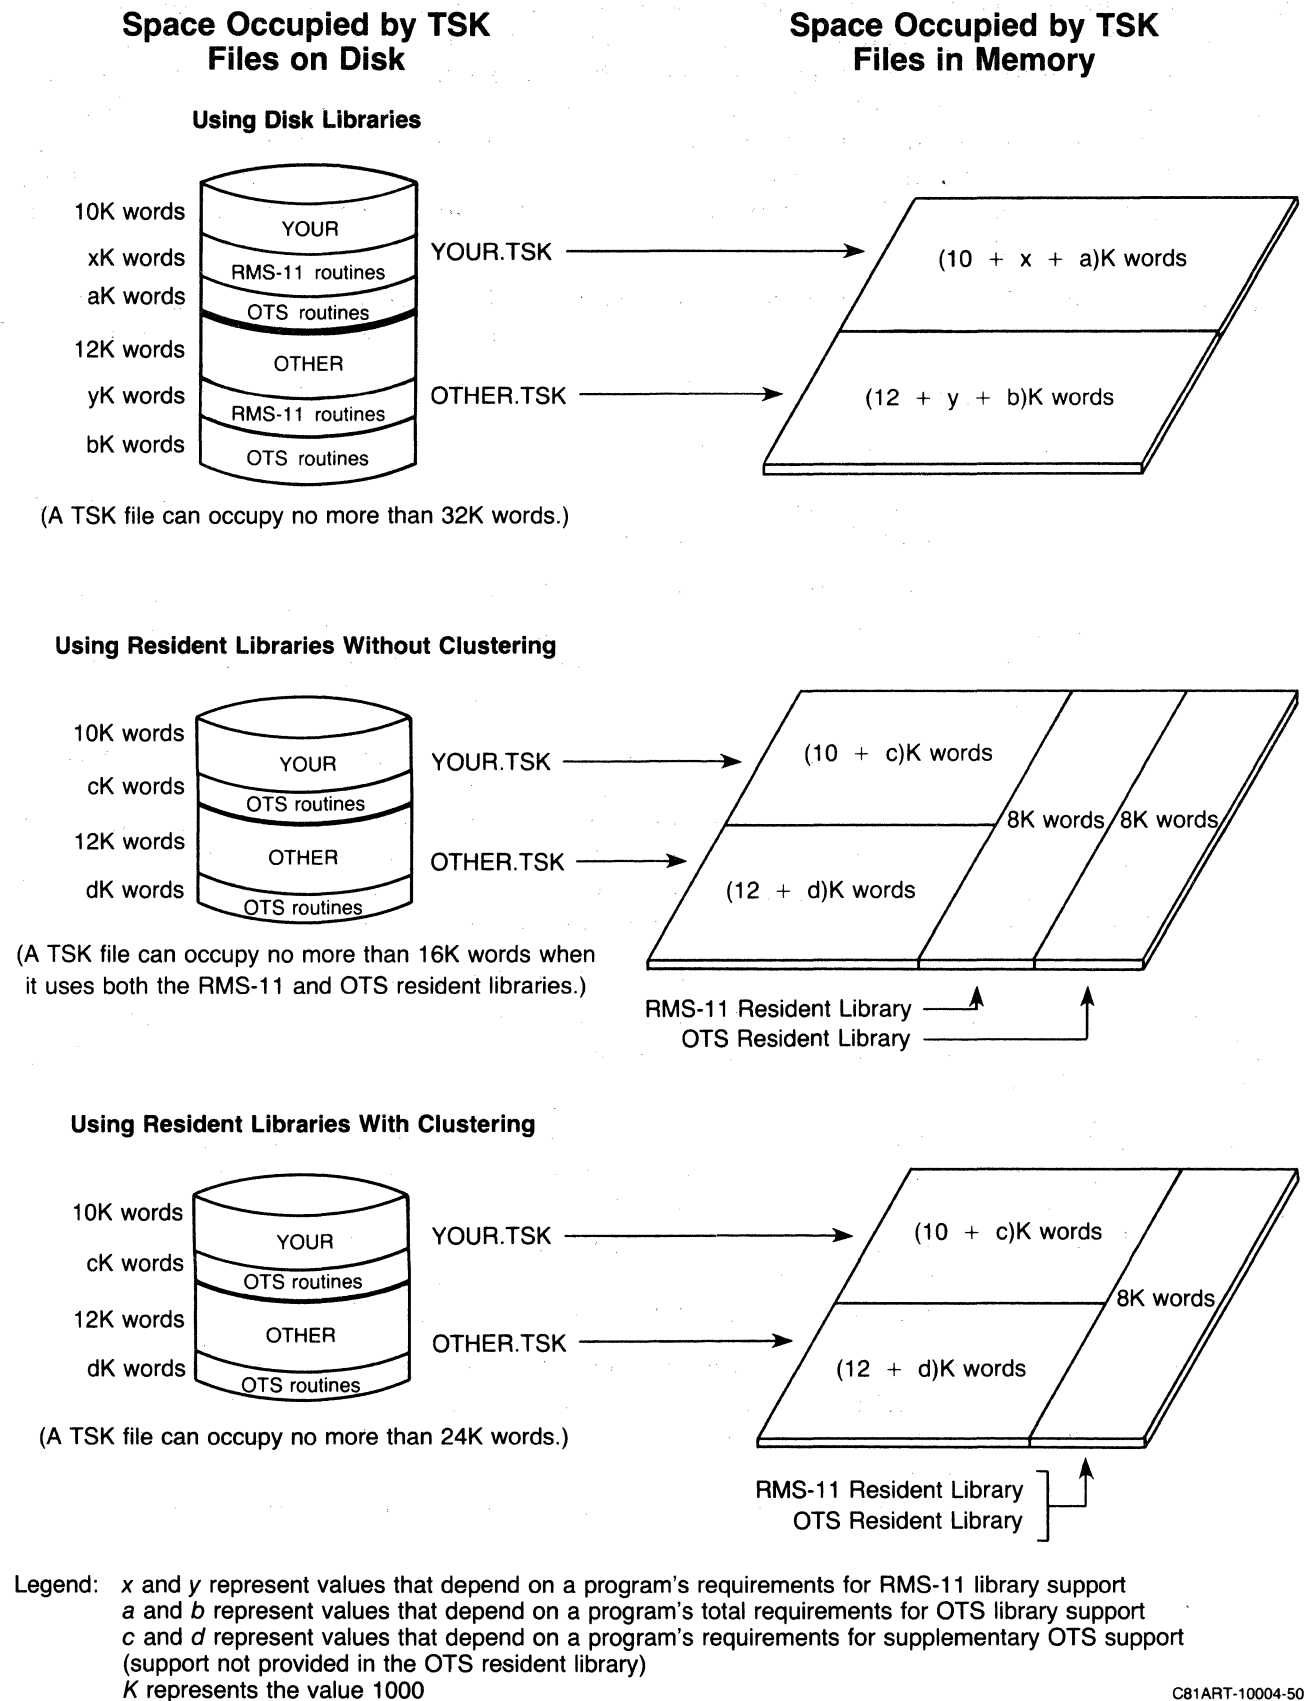 Space Occupied by TSK
Files on Disk
Space Occupied by TSK
Files in Memory
Using Disk Libraries
10K words
xK words
aK words
12K words
yK words
bK words
YOUR
RMS-11 routines
OTS routines
OTHER
RMS-11 routines
OTS routines
YOUR.TSK
OTHER.TSK
(10 + x + a)K words
(12 + y + b)K words
(A TSK file can occupy no more than 32K words.)
Using Resident Libraries Without Clustering
10K words
cK words
12K words
dK words
YOUR
OTS routines
OTHER
OTS routines
YOUR.TSK
OTHER.TSK
(10 + c)K words
(12 + d)K words
8K words
8K words
(A TSK file can occupy no more than 16K words when
it uses both the RMS-11 and OTS resident libraries.)
RMS-11 Resident Library
OTS Resident Library
Using Resident Libraries With Clustering
10K words
cK words
12K words
dK words
YOUR
OTS routines
OTHER
OTS routines
YOUR.TSK
OTHER.TSK
(10 + c)K words
(12 + d)K words
8K words
(A TSK file can occupy no more than 24K words.)
RMS-11 Resident Library
OTS Resident Library
Legend: x and y represent values that depend on a program's requirements for RMS-11 library support
a and b represent values that depend on a program's total requirements for OTS library support
c and d represent values that depend on a program's requirements for supplementary OTS support
(support not provided in the OTS resident library)
K represents the value 1000
C81ART-10004-50